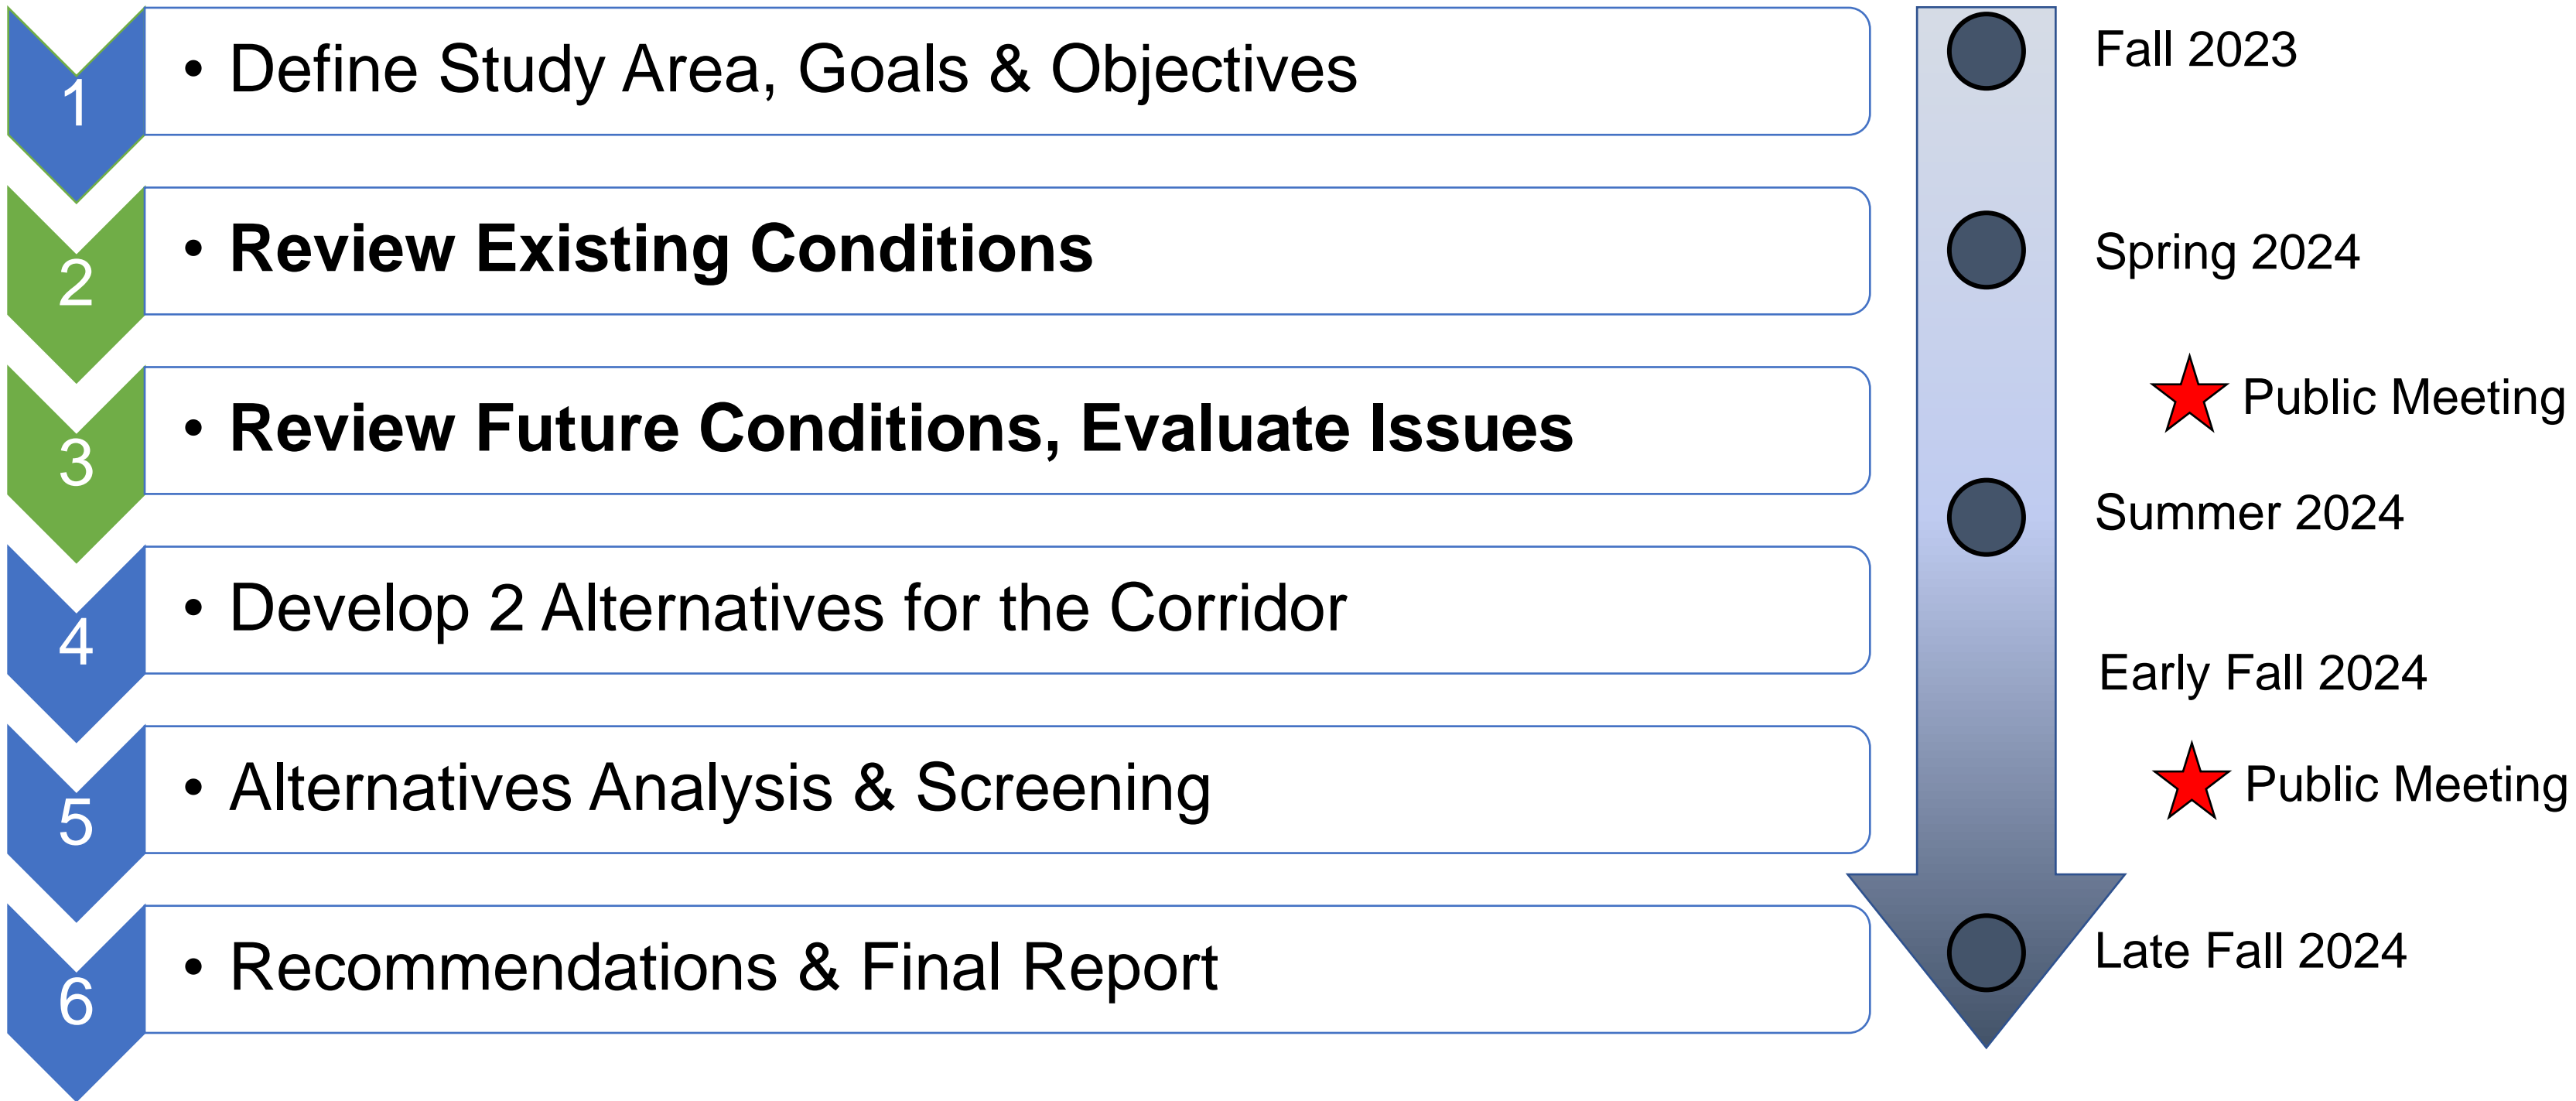 1
• Define Study Area, Goals & Objectives
2
• Review Existing Conditions
3
• Review Future Conditions, Evaluate Issues
4
• Develop 2 Alternatives for the Corridor
5
• Alternatives Analysis & Screening
6
• Recommendations & Final Report
Fall 2023
Spring 2024
Public Meeting
Summer 2024
Early Fall 2024
Public Meeting
Late Fall 2024